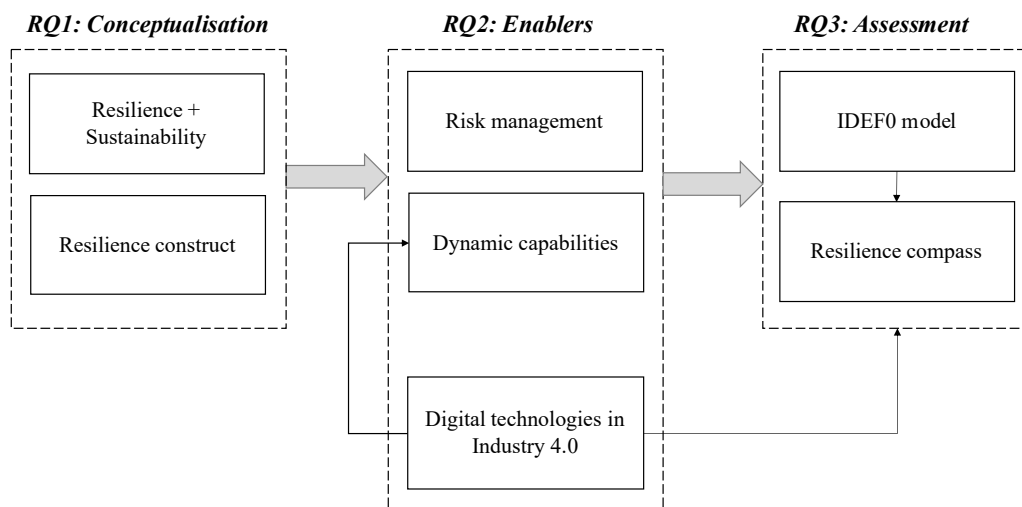 RQ1: Conceptualisation
Resilience +
Sustainability
Resilience construct
RQ2: Enablers
Risk management
Dynamic capabilities
Digital technologies in
Industry 4.0
RQ3: Assessment
IDEF0 model
Resilience compass